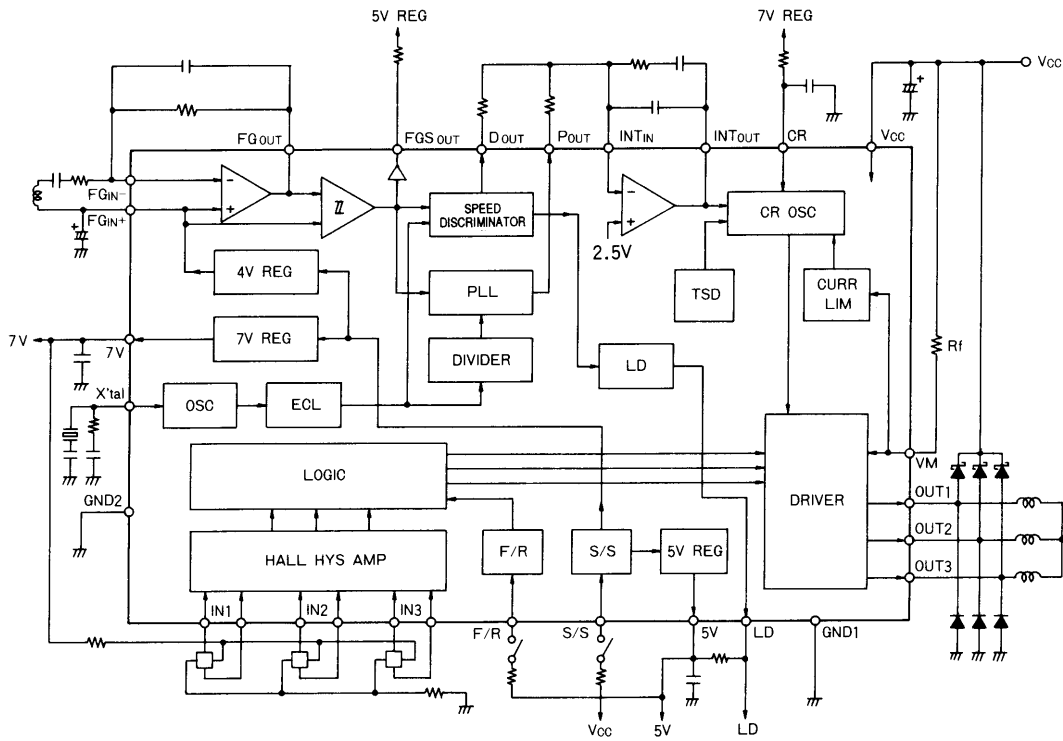 5V REG
7V REG
VCC
FGOUT
FGSOUT
DOUT
POUT
INTIN
INTOUT
CR
VCC
FGIN−
FGIN+
−
+
SPEED
DISCRIMINATOR
−
+
2.5V
CR OSC
4V REG
PLL
TSD
CURR
LIM
7V
7V
7V REG
DIVIDER
LD
Rf
X'tal
OSC
ECL
VM
LOGIC
DRIVER
OUT1
GND2
OUT2
F/R
S/S
5V REG
HALL HYS AMP
OUT3
IN1
IN2
IN3
F/R
S/S
5V
LD
GND1
VCC
5V
LD